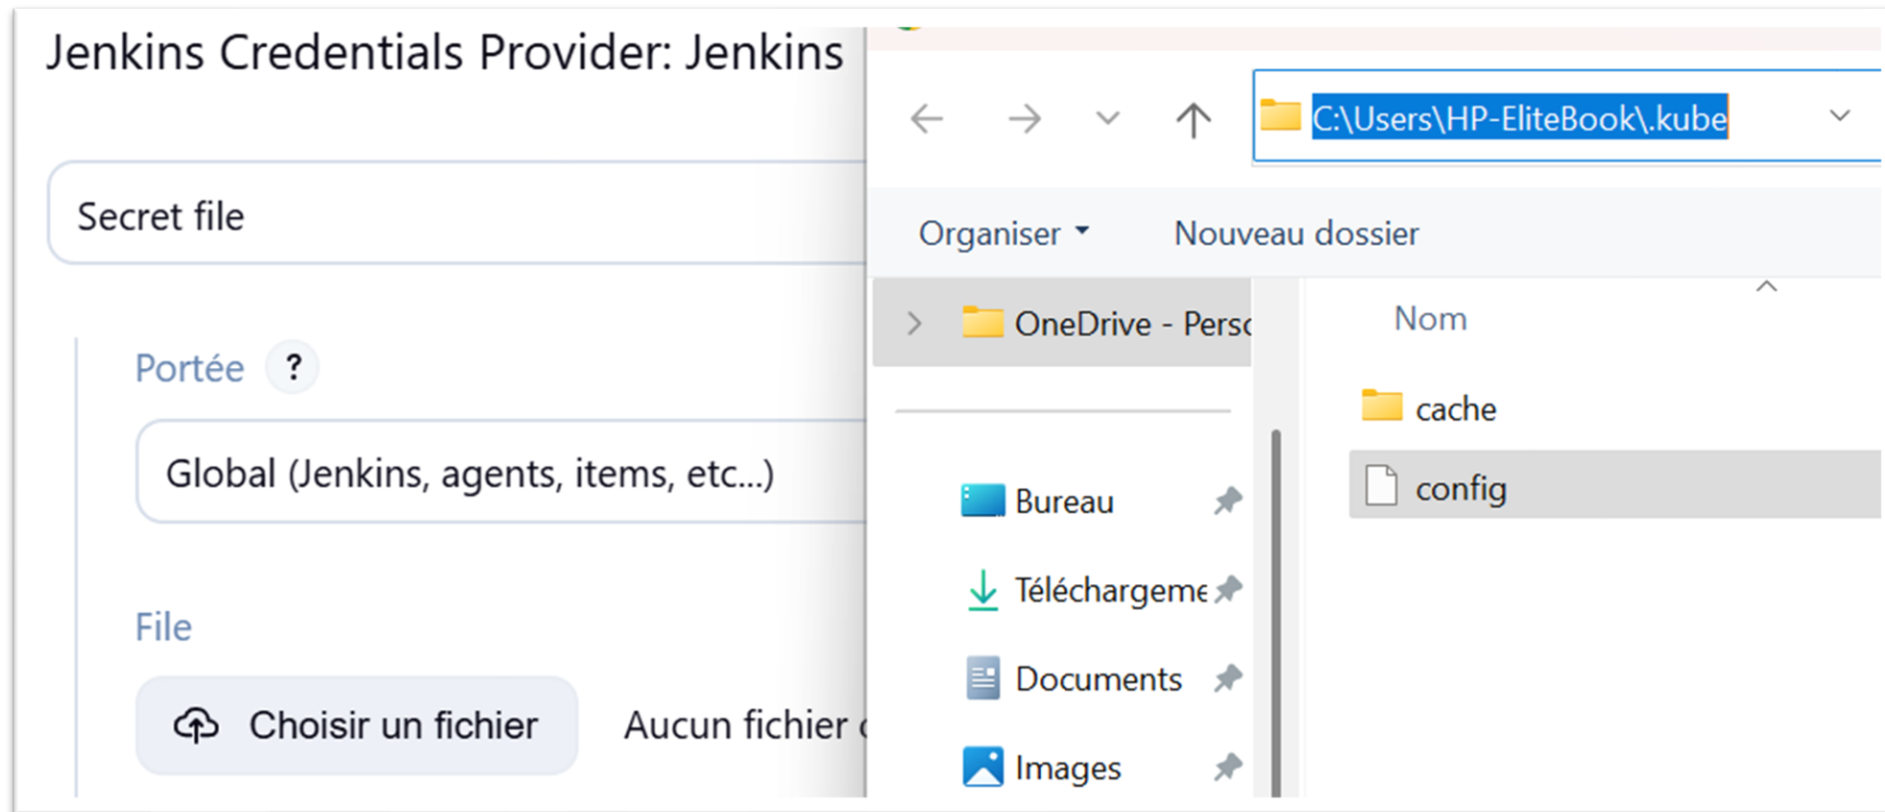 Jenkins Credentials Provider: Jenkins
Secret file
Portée ?
Global (Jenkins, agents, items, etc...)
File
Choisir un fichier Aucun fichier
C:\Users\HP-EliteBook\.kube
Organiser Nouveau dossier
OneDrive - Perso
Nom
cache
config
Bureau
Téléchargeme
Documents
Images